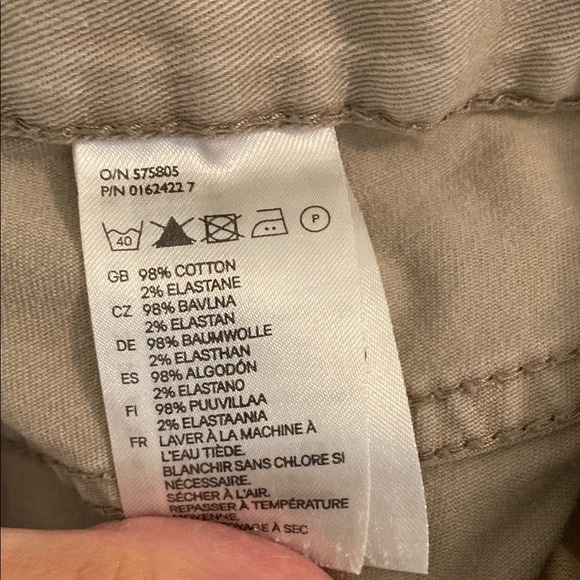 O/N 575805
P/N 0162422 7
40 P
GB 98% COTTON
2% ELASTANE
CZ 98% BAVLNA
2% ELASTAN
DE 98% BAUMWOLLE
2% ELASTHAN
ES 98% ALGODÓN
2% ELASTANO
FI 98% PUUVILLAA
2% ELASTAANIA
FR LAVER À LA MACHINE À
L'EAU TIÈDE.
BLANCHIR SANS CHLORE SI
NÉCESSAIRE.
SÉCHER À L'AIR.
REPASSER À TEMPÉRATURE
MOYENNE.
À SEC